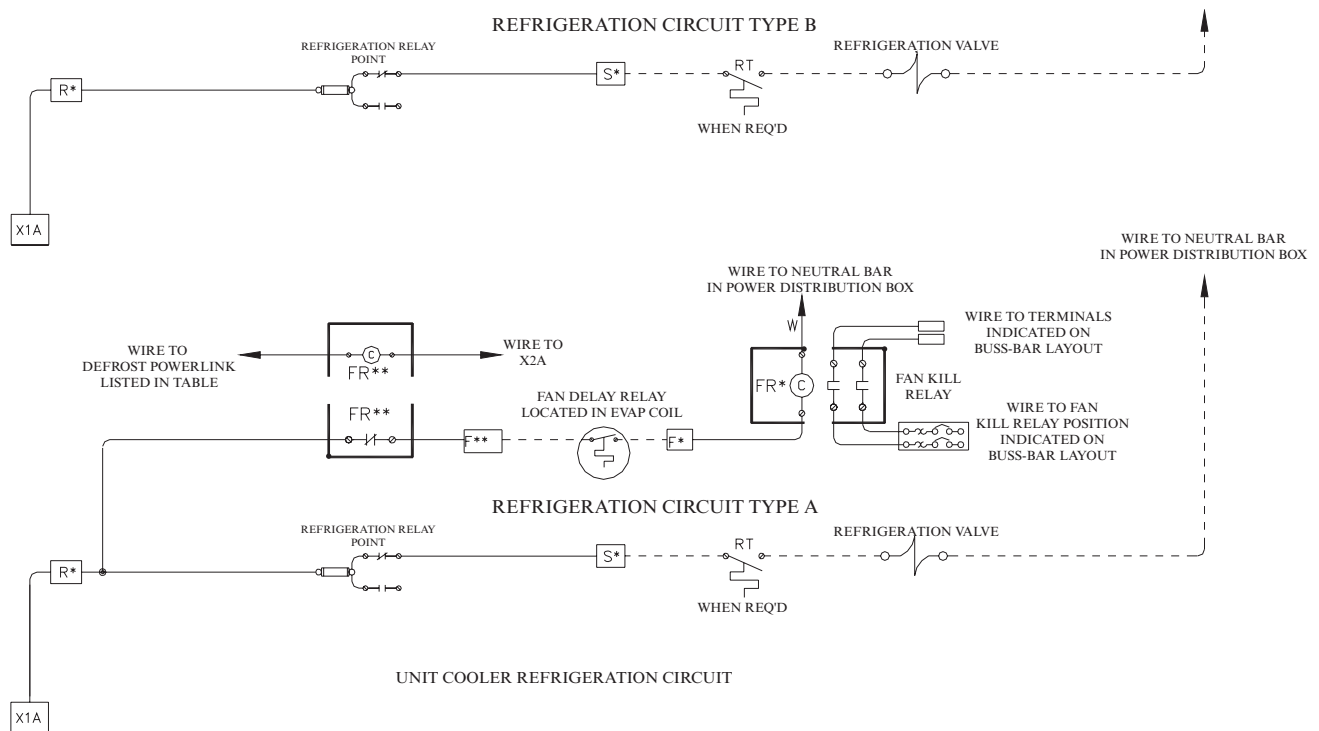 REFRIGERATION CIRCUIT TYPE B
REFRIGERATION RELAY
POINT
REFRIGERATION VALVE
R*
S*
RT
WHEN REQ'D
X1A
WIRE TO NEUTRAL BAR
IN POWER DISTRIBUTION BOX
WIRE TO NEUTRAL BAR
IN POWER DISTRIBUTION BOX
W
WIRE TO
DEFROST POWERLINK
LISTED IN TABLE
C
FR**
WIRE TO
X2A
WIRE TO TERMINALS
INDICATED ON
BUSS-BAR LAYOUT
FR*
C
FAN KILL
RELAY
FR**
FAN DELAY RELAY
LOCATED IN EVAP COIL
F**
F*
WIRE TO FAN
KILL RELAY POSITION
INDICATED ON
BUSS-BAR LAYOUT
REFRIGERATION CIRCUIT TYPE A
REFRIGERATION RELAY
POINT
REFRIGERATION VALVE
R*
S*
RT
WHEN REQ'D
UNIT COOLER REFRIGERATION CIRCUIT
X1A